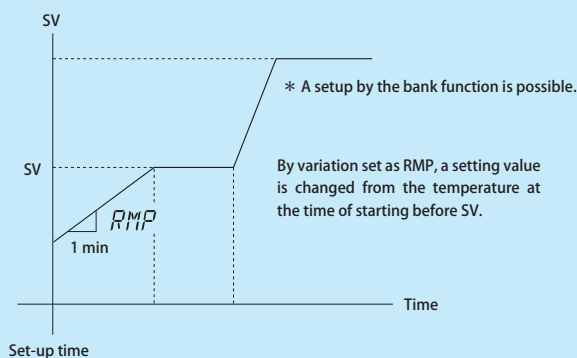 SV
* A setup by the bank function is possible.
SV
By variation set as RMP, a setting value
is changed from the temperature at
the time of starting before SV.
RMP
1 min
Time
Set-up time